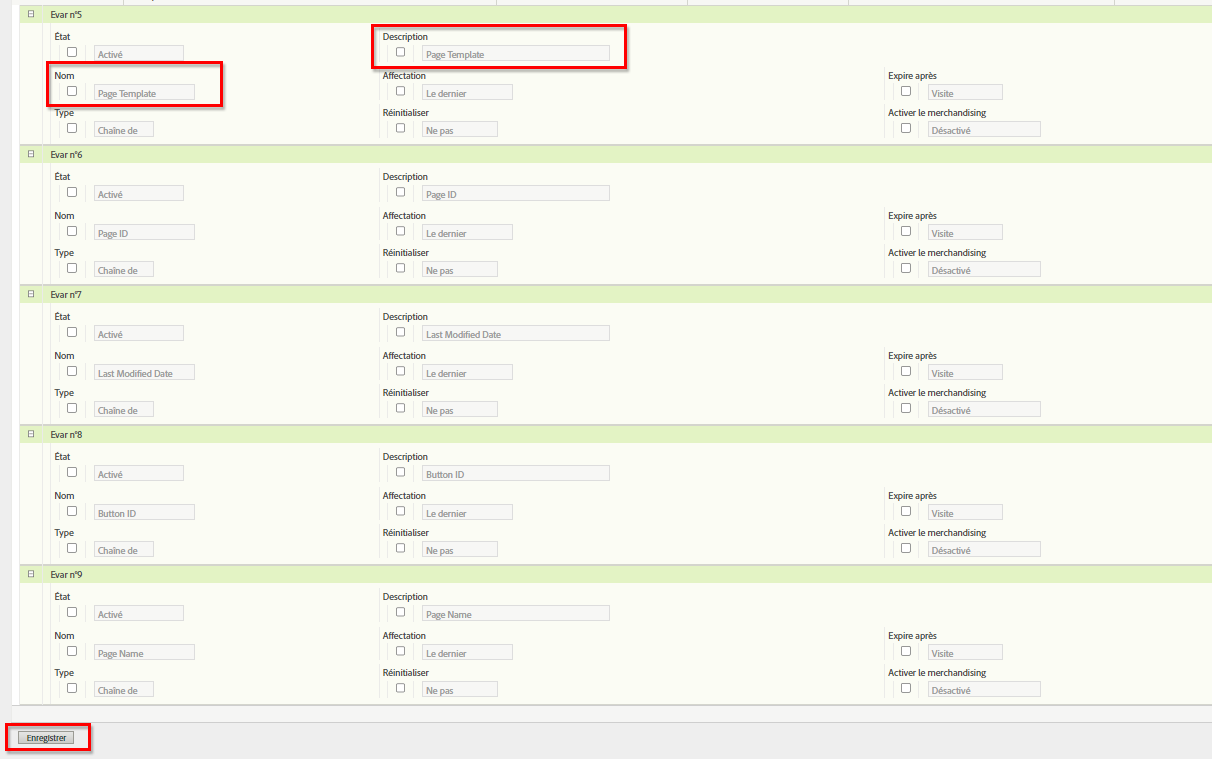 Evar n°5
État Description
Activé Page Template
Nom Affectation Expire après
Page Template Le dernier Visite
Type Réinitialiser Activer le merchandising
Chaîne de Ne pas Désactivé
Evar n°6
État Description
Activé Page ID
Nom Affectation Expire après
Page ID Le dernier Visite
Type Réinitialiser Activer le merchandising
Chaîne de Ne pas Désactivé
Evar n°7
État Description
Activé Last Modified Date
Nom Affectation Expire après
Last Modified Date Le dernier Visite
Type Réinitialiser Activer le merchandising
Chaîne de Ne pas Désactivé
Evar n°8
État Description
Activé Button ID
Nom Affectation Expire après
Button ID Le dernier Visite
Type Réinitialiser Activer le merchandising
Chaîne de Ne pas Désactivé
Evar n°9
État Description
Activé Page Name
Nom Affectation Expire après
Page Name Le dernier Visite
Type Réinitialiser Activer le merchandising
Chaîne de Ne pas Désactivé
Enregistrer